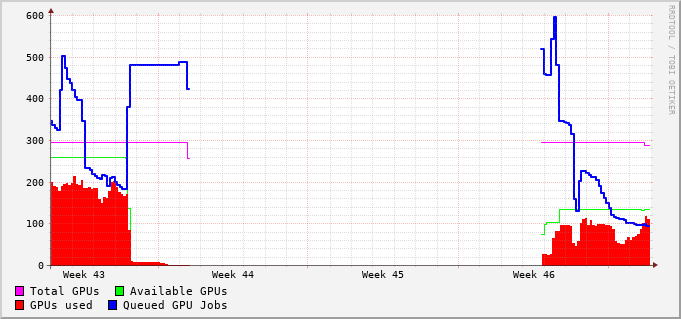 600
500
400
300
200
100
0
Week 43 Week 44 Week 45 Week 46
Total GPUs Available GPUs
GPUs used Queued GPU Jobs
RRDTOOL / TOBI OETIKER